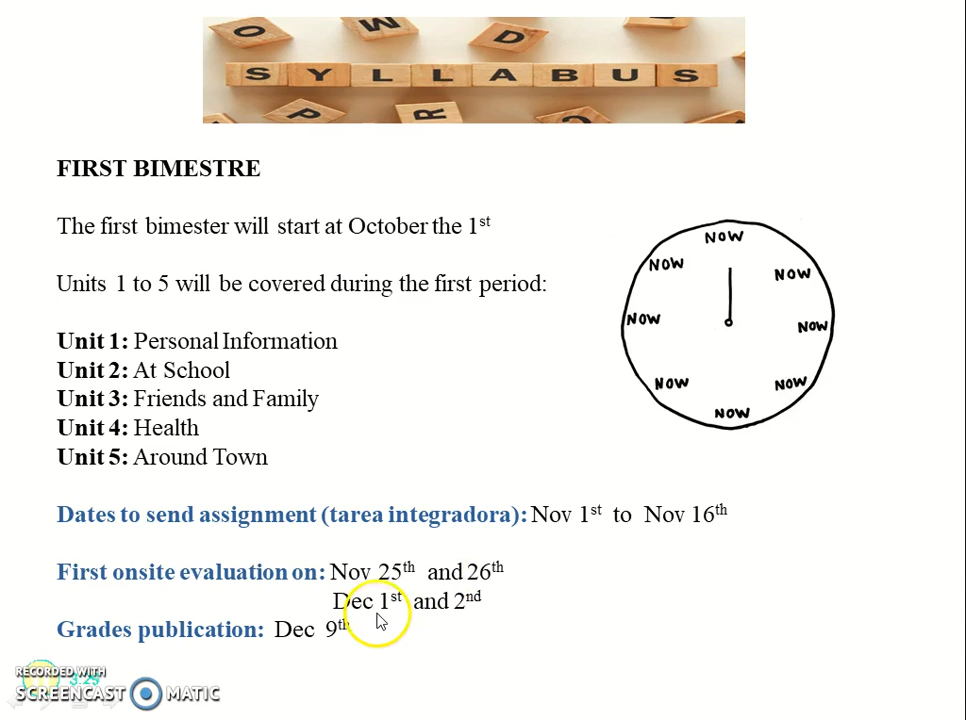 O W D
S Y L L A B U S
P R
FIRST BIMESTRE
The first bimester will start at October the 1st
Units 1 to 5 will be covered during the first period:
Unit 1: Personal Information
Unit 2: At School
Unit 3: Friends and Family
Unit 4: Health
Unit 5: Around Town
NOW
NOW
NOW
NOW
NOW
NOW
NOW
NOW
Dates to send assignment (tarea integradora): Nov 1st to Nov 16th
First onsite evaluation on: Nov 25th and 26th
Dec 1st and 2nd
Grades publication: Dec 9th
RECORDED WITH
SCREENCAST O MATIC